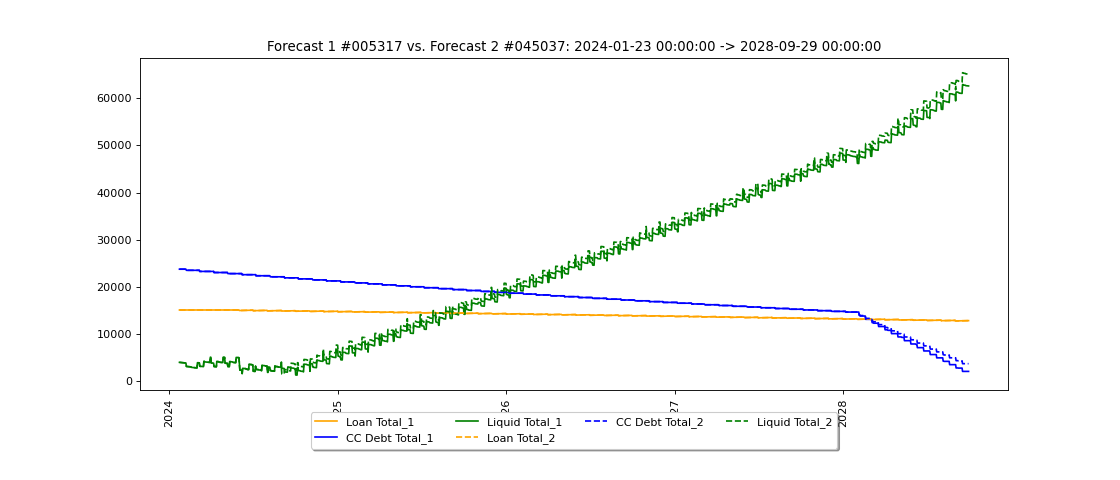 Forecast 1 #005317 vs. Forecast 2 #045037: 2024-01-23 00:00:00 -> 2028-09-29 00:00:00
60000
50000
40000
30000
20000
10000
0
2024
25
26
27
2028
Loan Total_1
Liquid Total_1
CC Debt Total_2
Liquid Total_2
CC Debt Total_1
Loan Total_2